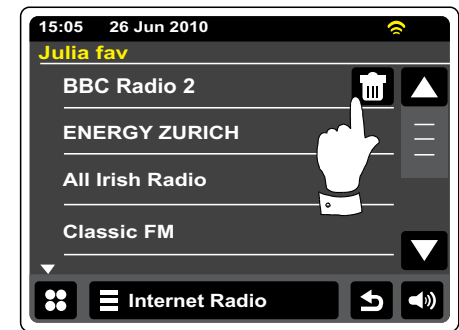 15:05 26 Jun 2010
Julia fav
BBC Radio 2
ENERGY ZURICH
All Irish Radio
Classic FM
Internet Radio